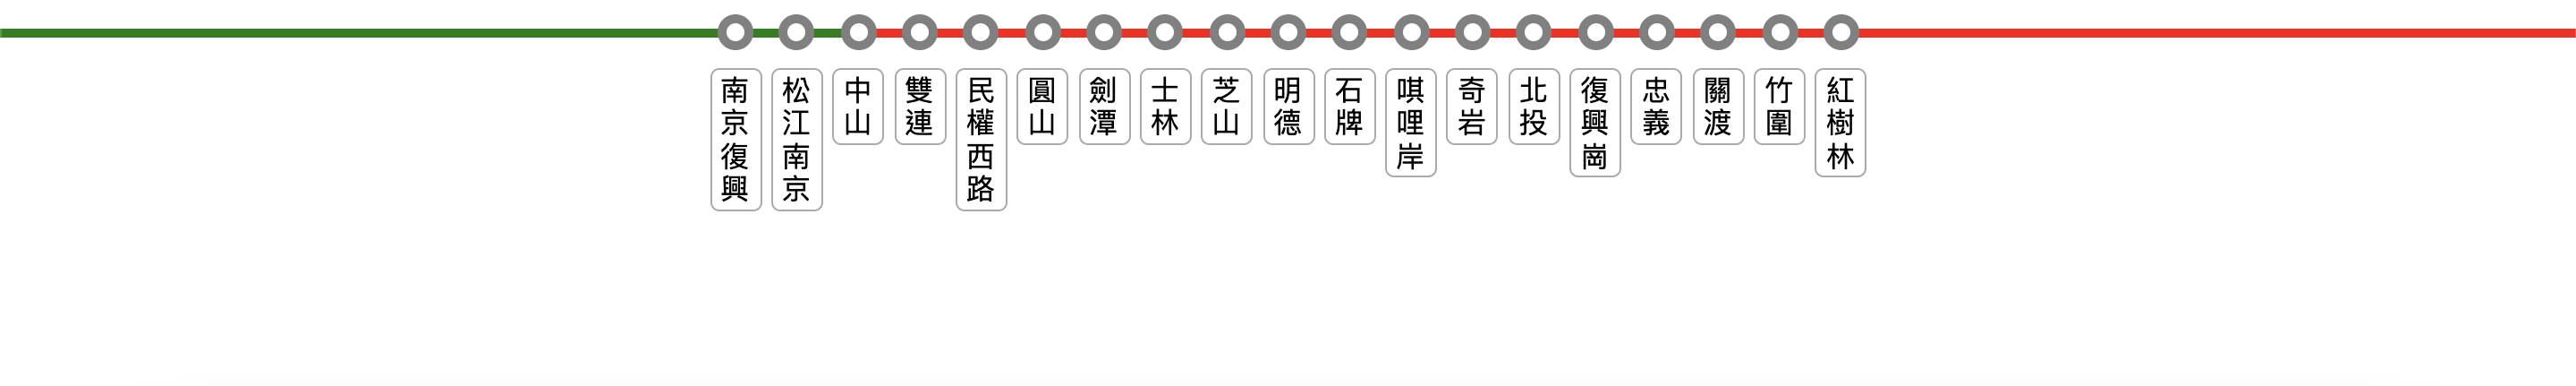 南京復興
松江南京
中山
雙連
民權西路
圓山
劍潭
士林
芝山
明德
石牌
唭哩岸
奇岩
北投
復興崗
忠義
關渡
竹圍
紅樹林